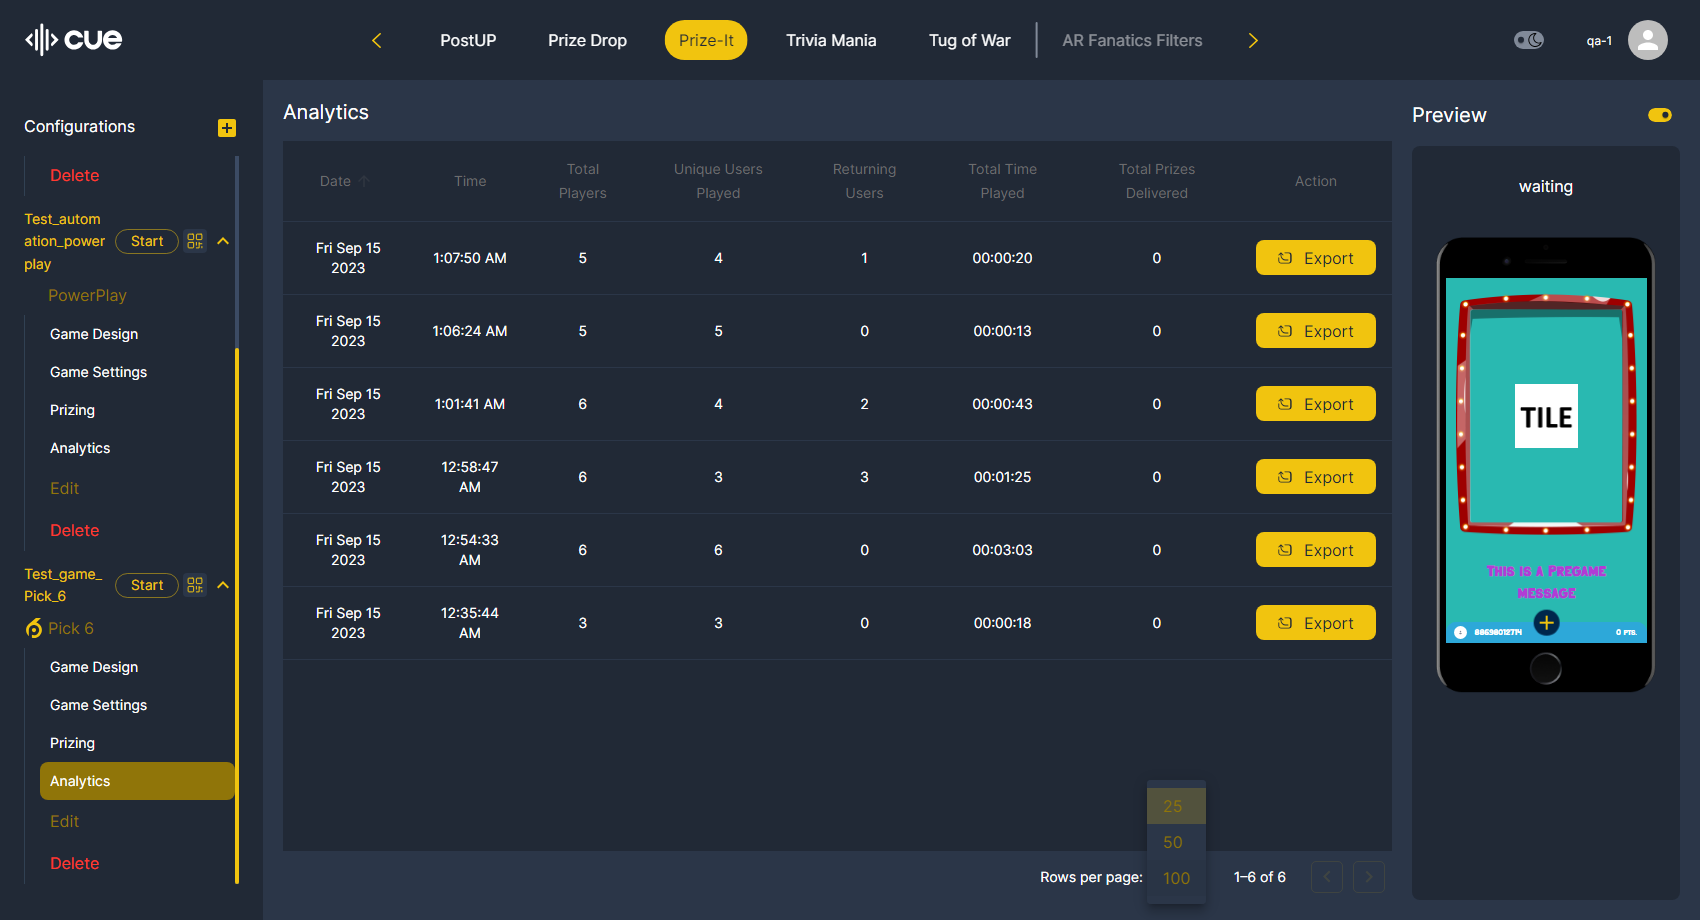 cue
PostUP
Prize Drop
Prize-It
Trivia Mania
Tug of War
AR Fanatics Filters
qa-1
Configurations
Delete
Test_autom
ation_power
play
Start
PowerPlay
Game Design
Game Settings
Prizing
Analytics
Edit
Delete
Test_game_
Pick_6
Start
Pick 6
Game Design
Game Settings
Prizing
Analytics
Edit
Delete
Analytics
Date
Time
Total
Players
Unique Users
Played
Returning
Users
Total Time
Played
Total Prizes
Delivered
Action
Fri Sep 15
2023
1:07:50 AM
5
4
1
00:00:20
0
Export
Fri Sep 15
2023
1:06:24 AM
5
5
0
00:00:13
0
Export
Fri Sep 15
2023
1:01:41 AM
6
4
2
00:00:43
0
Export
Fri Sep 15
2023
12:58:47
AM
6
3
3
00:01:25
0
Export
Fri Sep 15
2023
12:54:33
AM
6
6
0
00:03:03
0
Export
Fri Sep 15
2023
12:35:44
AM
3
3
0
00:00:18
0
Export
Rows per page:
25
50
100
1–6 of 6
Preview
waiting
TILE
THIS IS A PREGAME
MESSAGE
0 PTS.